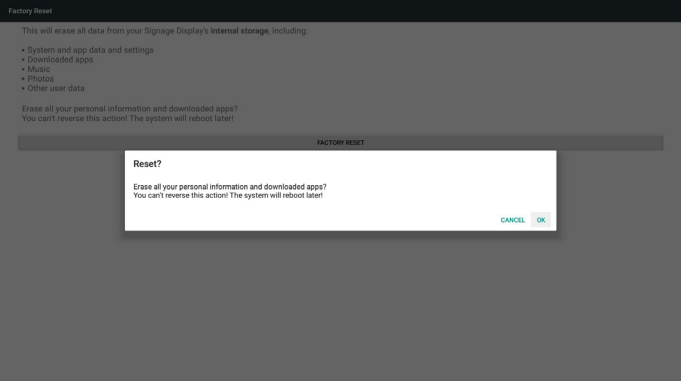 Factory Reset
This will erase all data from your Signage Display's internal storage, including:
• System and app data and settings
• Downloaded apps
• Music
• Photos
• Other user data
Erase all your personal information and downloaded apps?
You can't reverse this action! The system will reboot later!
FACTORY RESET
Reset?
Erase all your personal information and downloaded apps?
You can't reverse this action! The system will reboot later!
CANCEL OK